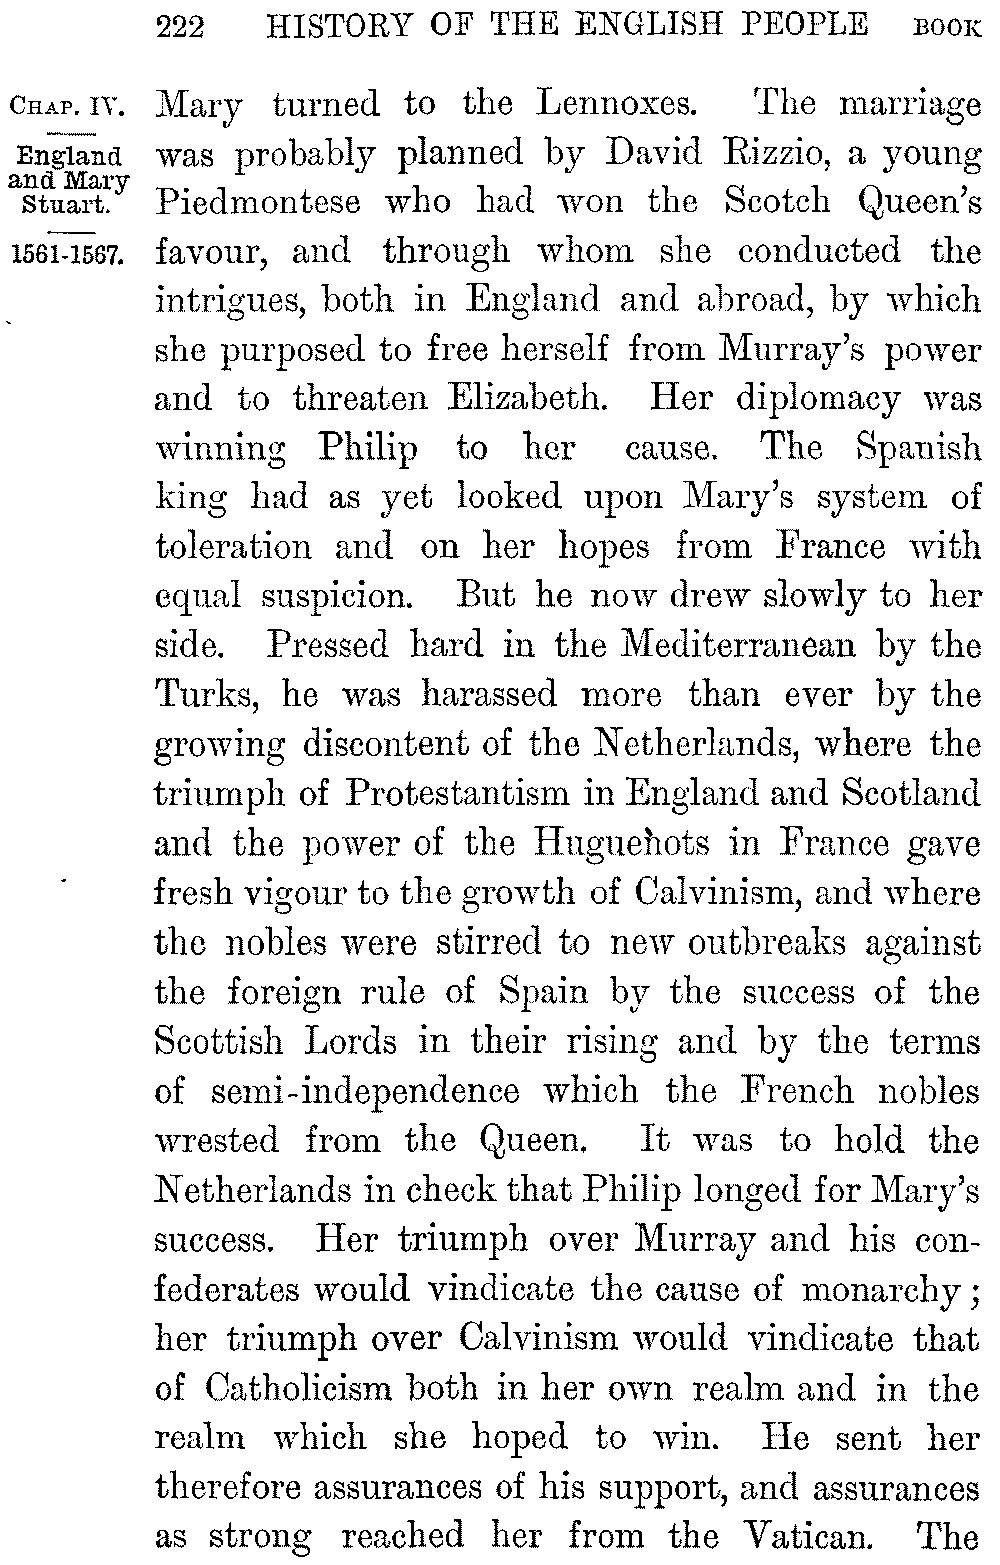 222 HISTORY OF THE ENGLISH PEOPLE BOOK
CHAP. IV.
England
and Mary
Stuart.
1561-1567.
Mary turned to the Lennoxes. The marriage
was probably planned by David Rizzio, a young
Piedmontese who had won the Scotch Queen's
favour, and through whom she conducted the
intrigues, both in England and abroad, by which
she purposed to free herself from Murray's power
and to threaten Elizabeth. Her diplomacy was
winning Philip to her cause. The Spanish
king had as yet looked upon Mary's system of
toleration and on her hopes from France with
equal suspicion. But he now drew slowly to her
side. Pressed hard in the Mediterranean by the
Turks, he was harassed more than ever by the
growing discontent of the Netherlands, where the
triumph of Protestantism in England and Scotland
and the power of the Huguenots in France gave
fresh vigour to the growth of Calvinism, and where
the nobles were stirred to new outbreaks against
the foreign rule of Spain by the success of the
Scottish Lords in their rising and by the terms
of semi-independence which the French nobles
wrested from the Queen. It was to hold the
Netherlands in check that Philip longed for Mary's
success. Her triumph over Murray and his con-
federates would vindicate the cause of monarchy;
her triumph over Calvinism would vindicate that
of Catholicism both in her own realm and in the
realm which she hoped to win. He sent her
therefore assurances of his support, and assurances
as strong reached her from the Vatican. The